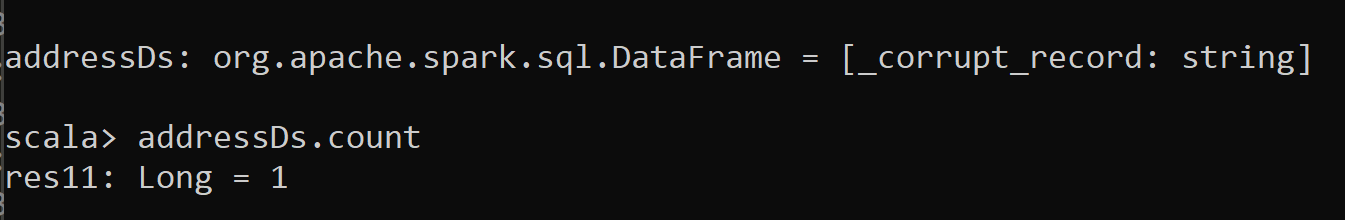 addressDs: org.apache.spark.sql.DataFrame = [_corrupt_record: string]
scala> addressDs.count
res11: Long = 1